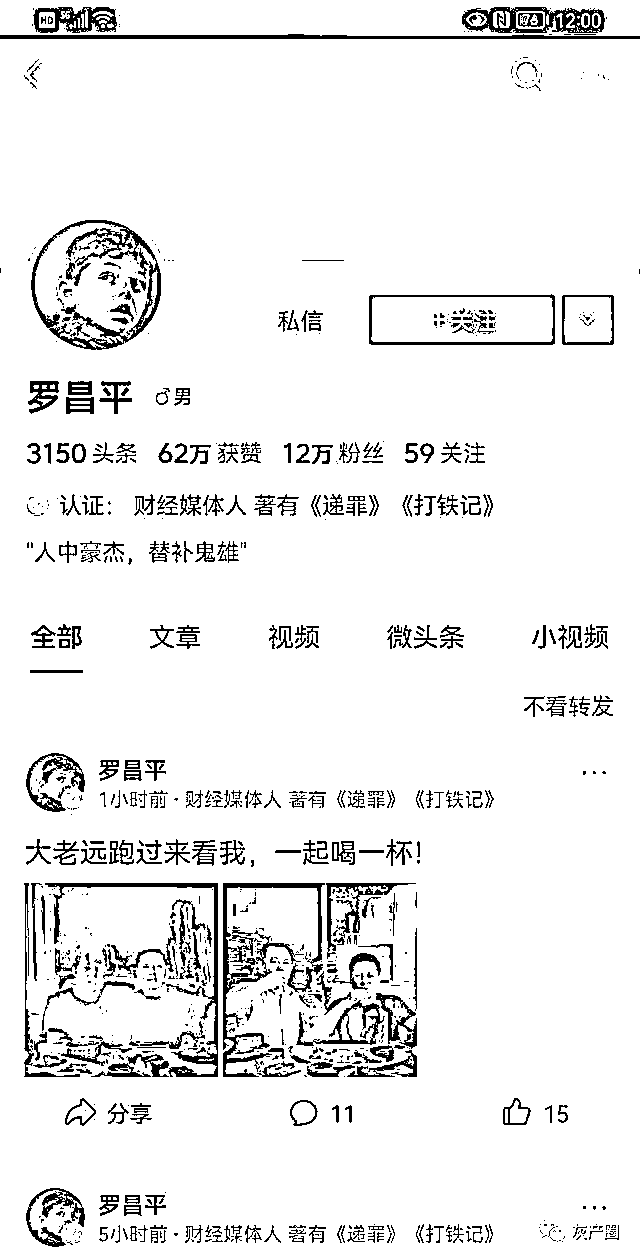 HD 12:00
私信 +关注
罗昌平 ♂男
3150头条 62万获赞 12万粉丝 59关注
认证： 财经媒体人 著有《递罪》《打铁记》
"人中豪杰，替补鬼雄"
全部 文章 视频 微头条 小视频
不看转发
罗昌平
1小时前·财经媒体人 著有《递罪》《打铁记》
大老远跑过来看我，一起喝一杯！
分享 11 15
罗昌平
5小时前·财经媒体人 著有《递罪》《打铁记》
灰产圈